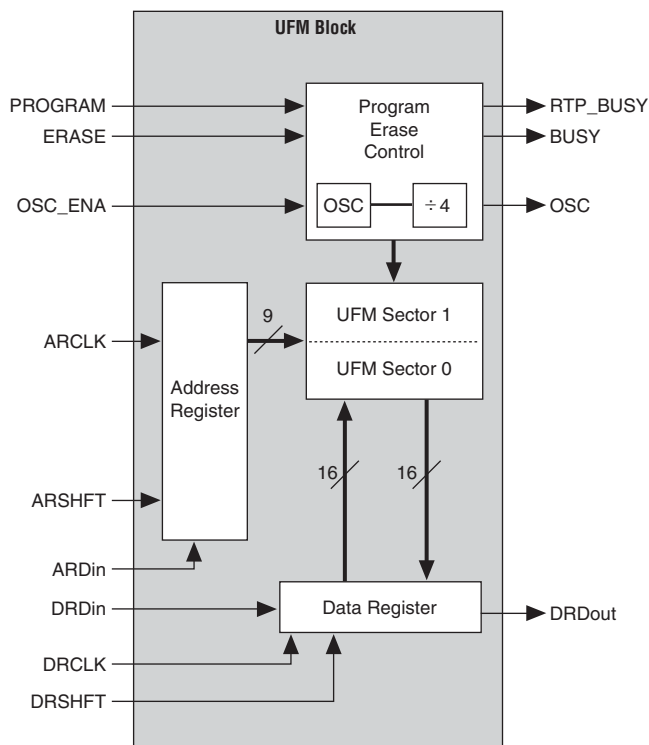 UFM Block
PROGRAM
ERASE
OSC_ENA
Program
Erase
Control
OSC
÷ 4
RTP_BUSY
BUSY
OSC
ARCLK
ARSHFT
ARDin
Address
Register
9
UFM Sector 1
UFM Sector 0
16
16
DRDin
DRCLK
DRSHFT
Data Register
DRDout